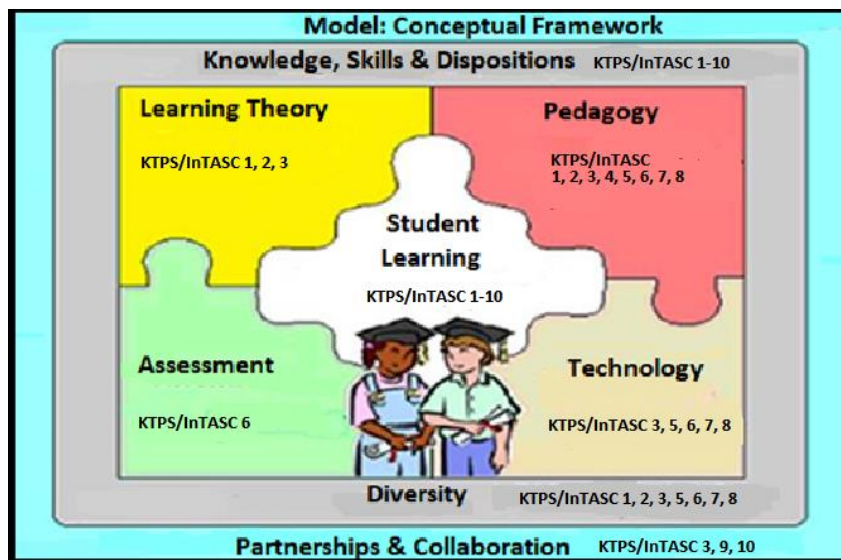 Model: Conceptual Framework
Knowledge, Skills & Dispositions KTPS/InTASC 1-10
Learning Theory
KTPS/InTASC 1, 2, 3
Pedagogy
KTPS/InTASC
1, 2, 3, 4, 5, 6, 7, 8
Student
Learning
KTPS/InTASC 1-10
Assessment
KTPS/InTASC 6
Technology
KTPS/InTASC 3, 5, 6, 7, 8
Diversity KTPS/InTASC 1, 2, 3, 5, 6, 7, 8
Partnerships & Collaboration KTPS/InTASC 3, 9, 10